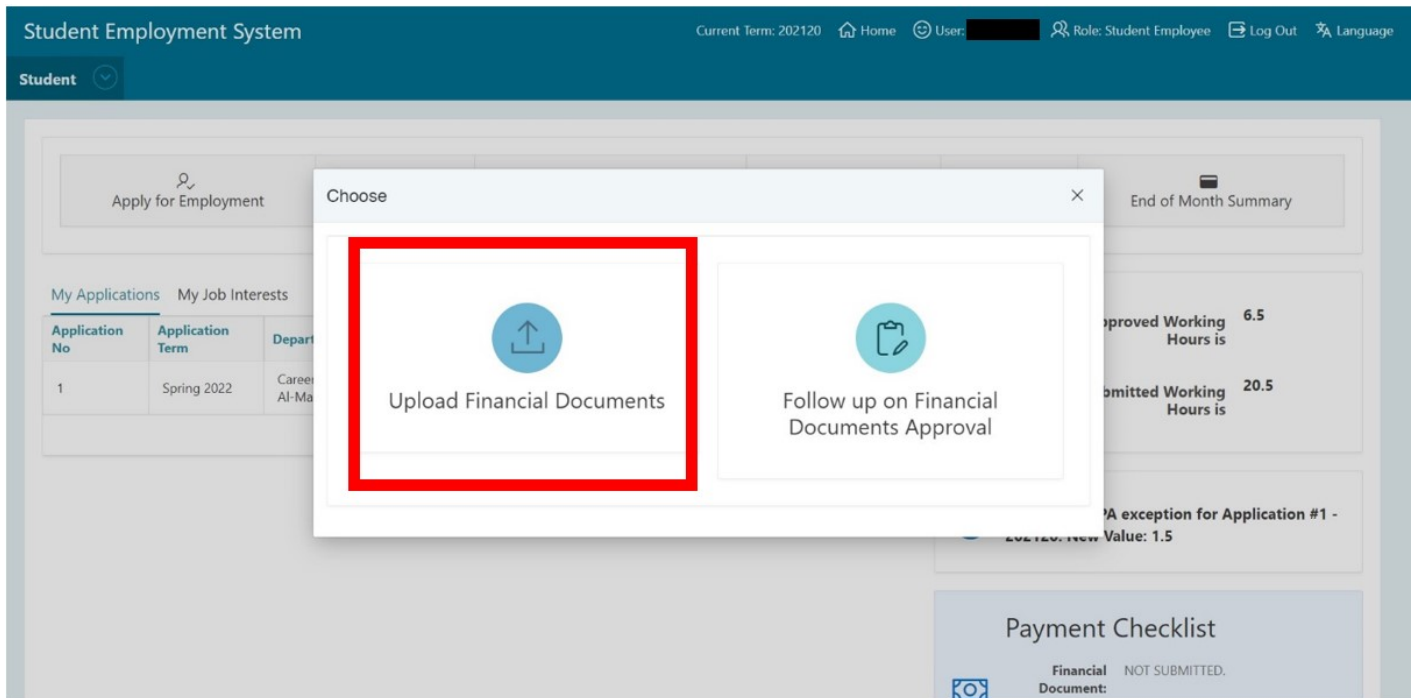 Student Employment System
Current Term: 202120 Home User: Role: Student Employee Log Out Language
Student
Apply for Employment
End of Month Summary
Choose
Upload Financial Documents
Follow up on Financial
Documents Approval
My Applications My Job Interests
Application
No
Application
Term
1 Spring 2022
Working
Hours is
6.5
Working
Hours is
20.5
exception for Application #1 -
Value: 1.5
Payment Checklist
Financial
Document:
NOT SUBMITTED.